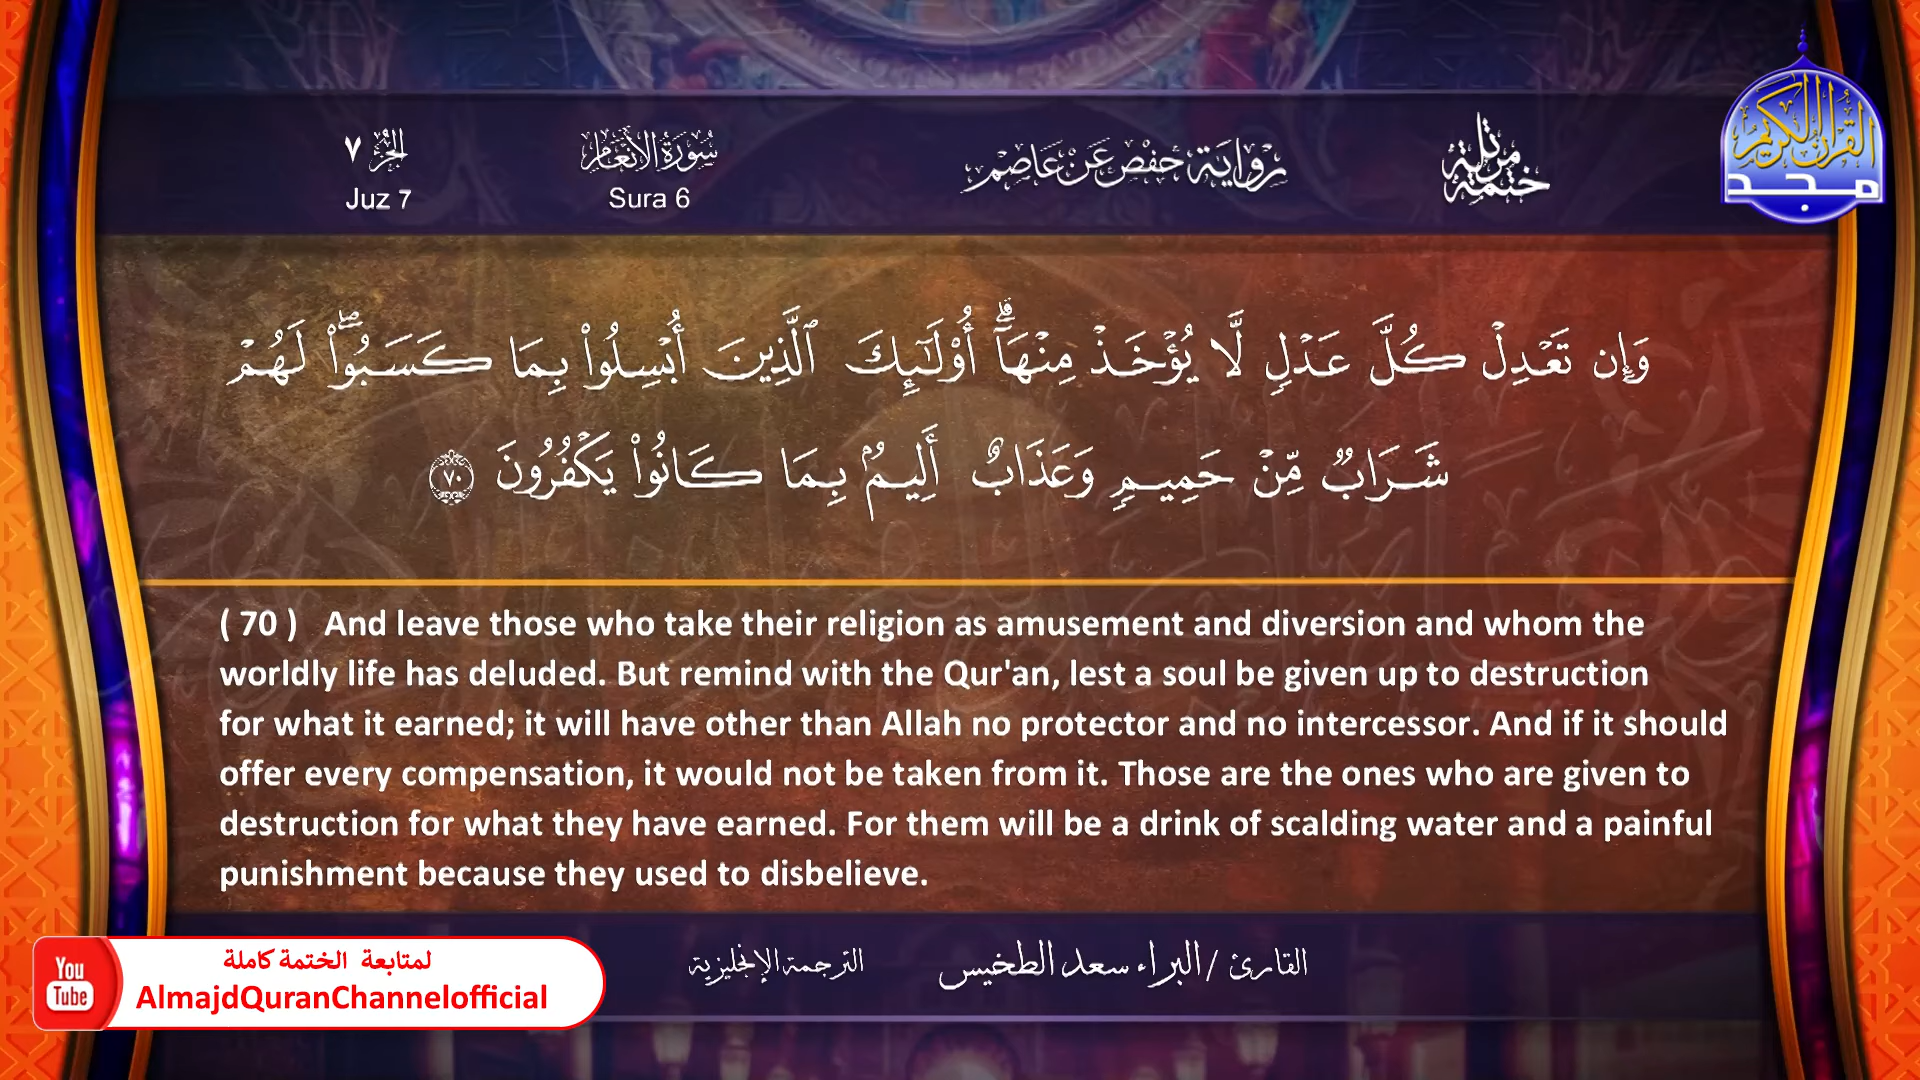 ختمة مرتلة
رواية حفص عن عاصم
سورة الأنعام
Sura 6
الجزء ٧
Juz 7
القرآن الكريم
مجد
وَإِن تَعْدِلْ كُلَّ عَدْلٍ لَّا يُؤْخَذْ مِنْهَآۗ أُوْلَٰٓئِكَ ٱلَّذِينَ أُبْسِلُواْ بِمَا كَسَبُواْۖ لَهُمْ
شَرَابٌ مِّنْ حَمِيمٍ وَعَذَابٌ أَلِيمُۢ بِمَا كَانُواْ يَكْفُرُونَ ٧٠
( 70 ) And leave those who take their religion as amusement and diversion and whom the
worldly life has deluded. But remind with the Qur'an, lest a soul be given up to destruction
for what it earned; it will have other than Allah no protector and no intercessor. And if it should
offer every compensation, it would not be taken from it. Those are the ones who are given to
destruction for what they have earned. For them will be a drink of scalding water and a painful
punishment because they used to disbelieve.
القارئ / البراء سعد الطخيس
الترجمة الإنجليزية
You
Tube
لمتابعة الختمة كاملة
AlmajdQuranChannelofficial